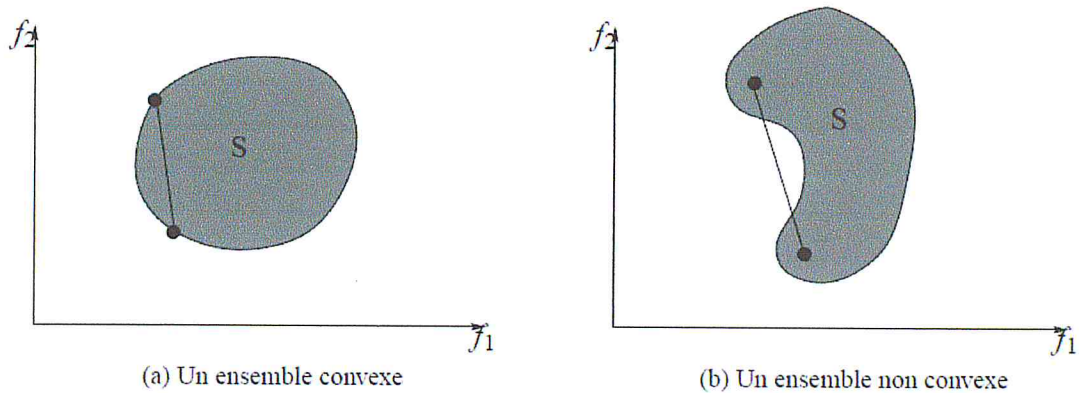 f2
S
f1
(a) Un ensemble convexe
f2
S
f1
(b) Un ensemble non convexe